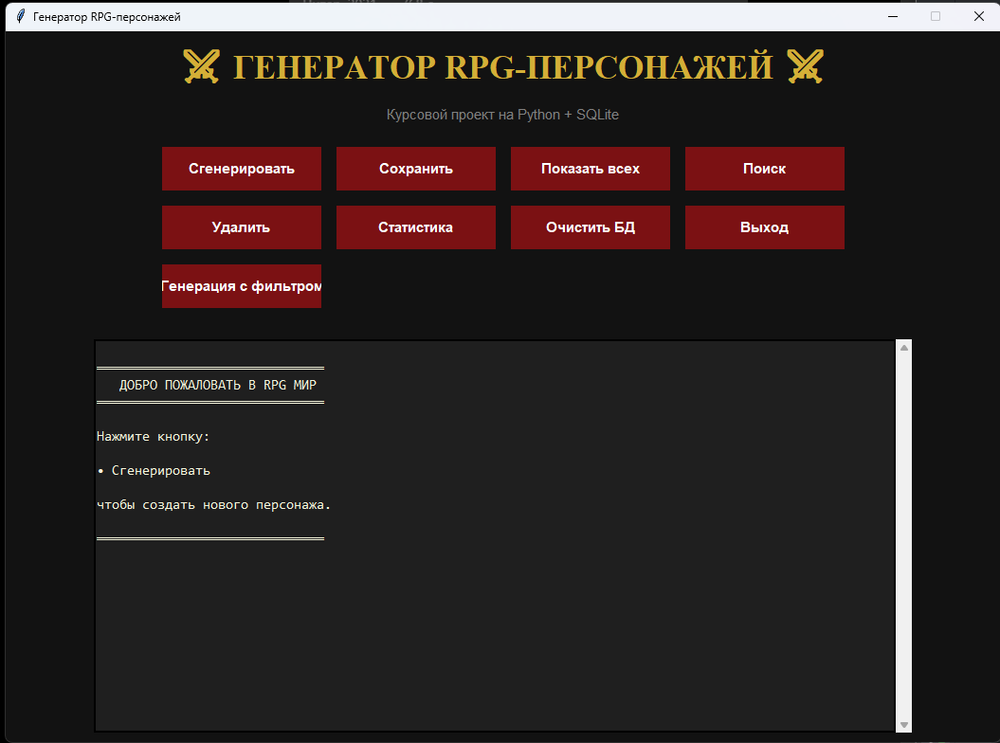 Генератор RPG-персонажей
⚔ ГЕНЕРАТОР RPG-ПЕРСОНАЖЕЙ ⚔
Курсовой проект на Python + SQLite
Сгенерировать Сохранить Показать всех Поиск
Удалить Статистика Очистить БД Выход
Генерация с фильтром
ДОБРО ПОЖАЛОВАТЬ В RPG МИР
Нажмите кнопку:
• Сгенерировать
чтобы создать нового персонажа.